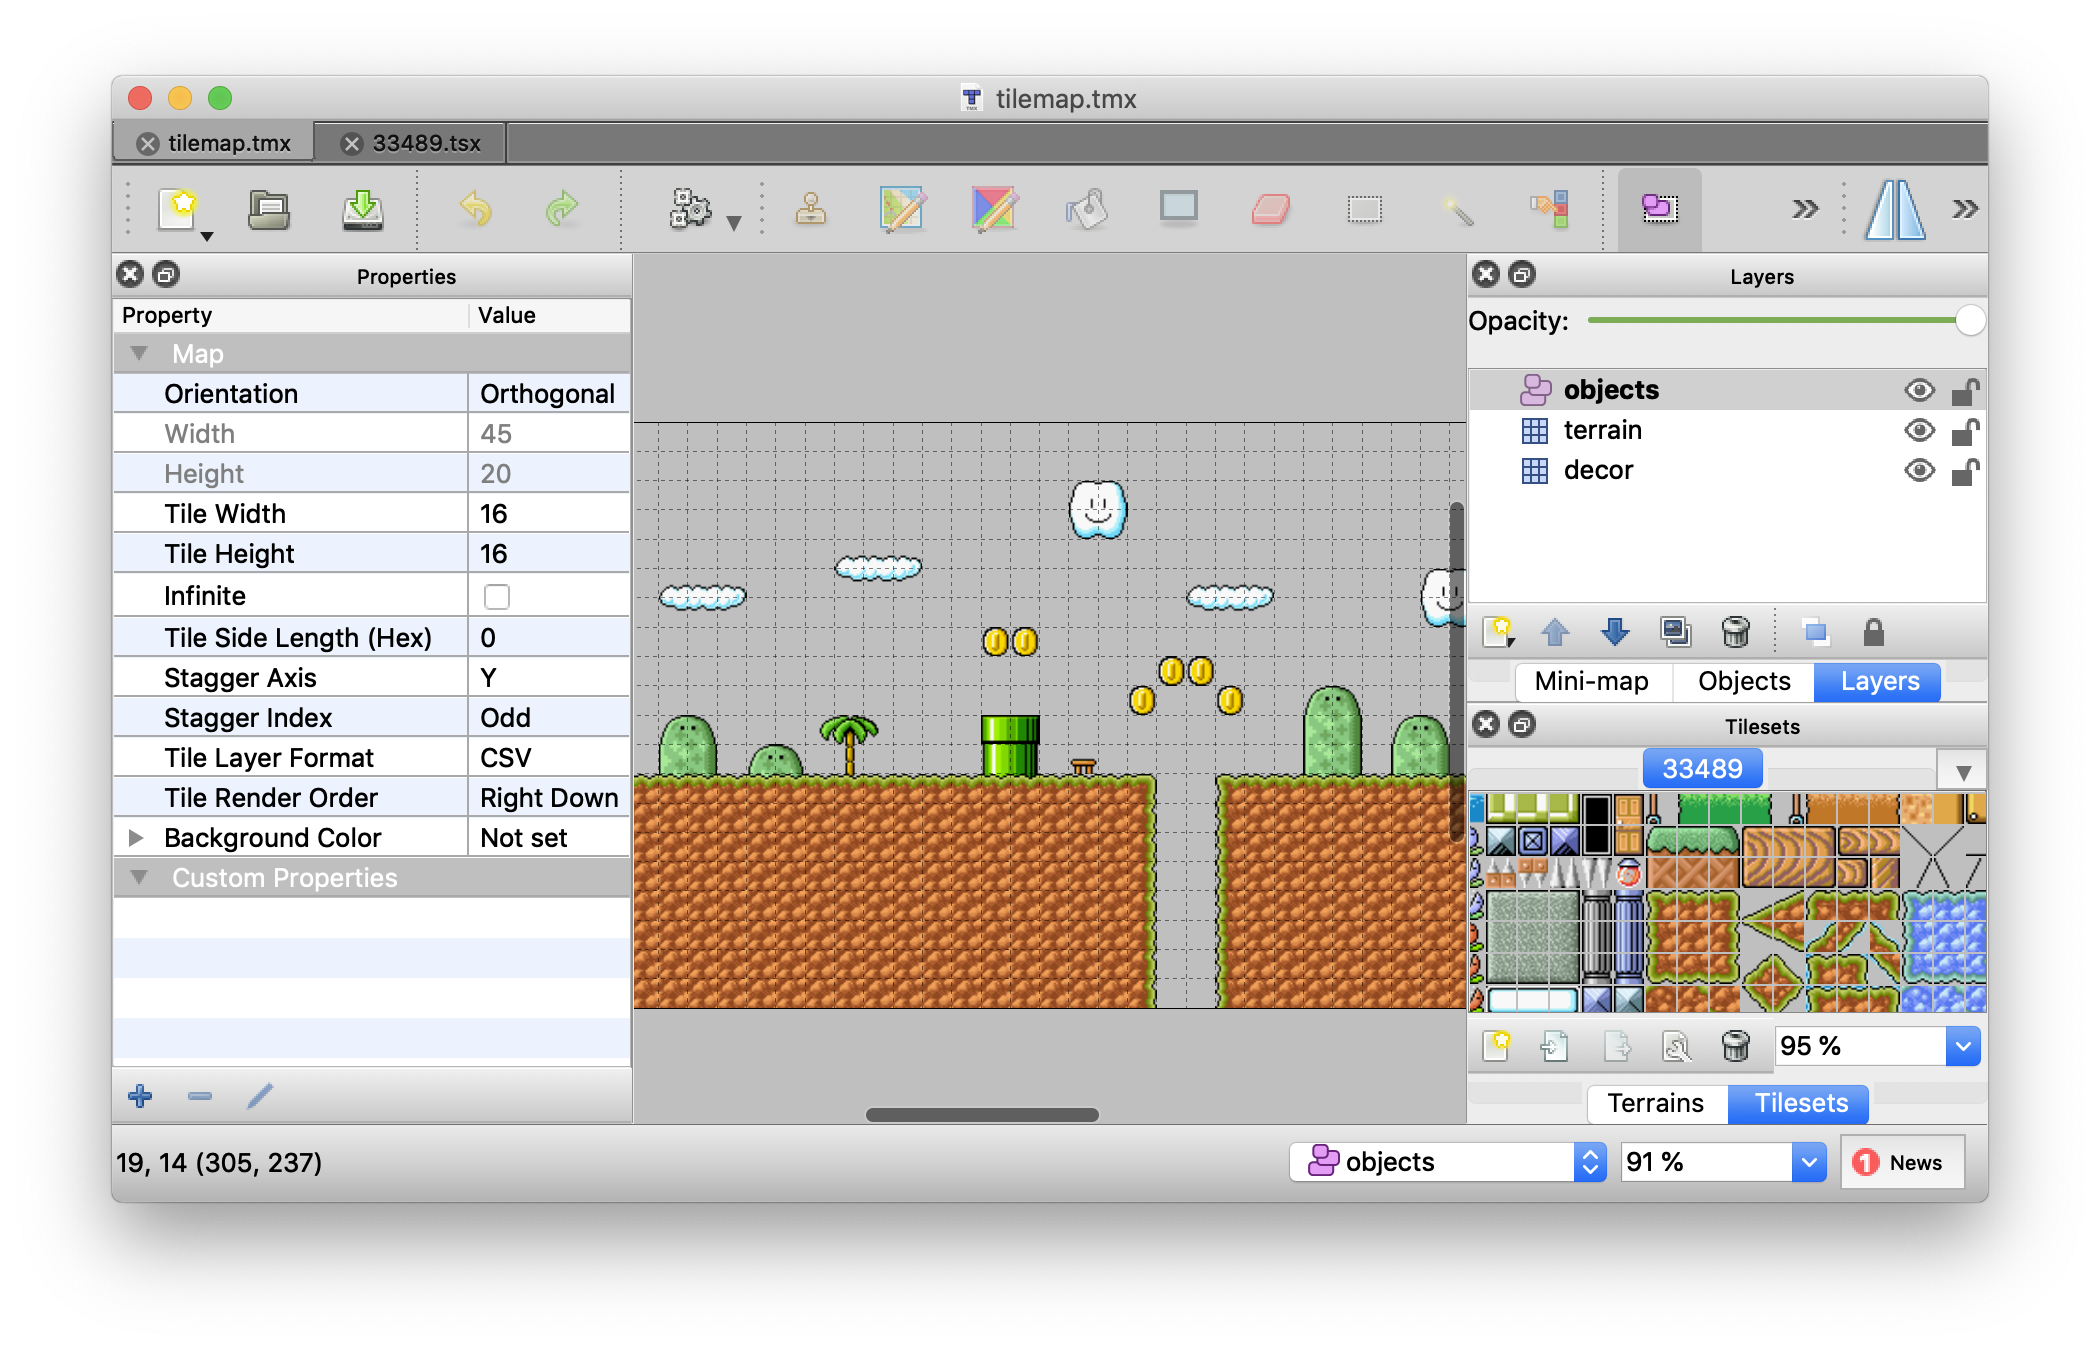 tilemap.tmx
tilemap.tmx
33489.tsx
Properties
Property Value
Map
Orientation Orthogonal
Width 45
Height 20
Tile Width 16
Tile Height 16
Infinite
Tile Side Length (Hex) 0
Stagger Axis Y
Stagger Index Odd
Tile Layer Format CSV
Tile Render Order Right Down
Background Color Not set
Custom Properties
Layers
Opacity:
objects
terrain
decor
Mini-map Objects Layers
Tilesets
33489
95 %
Terrains Tilesets
19, 14 (305, 237)
objects
91 %
1 News